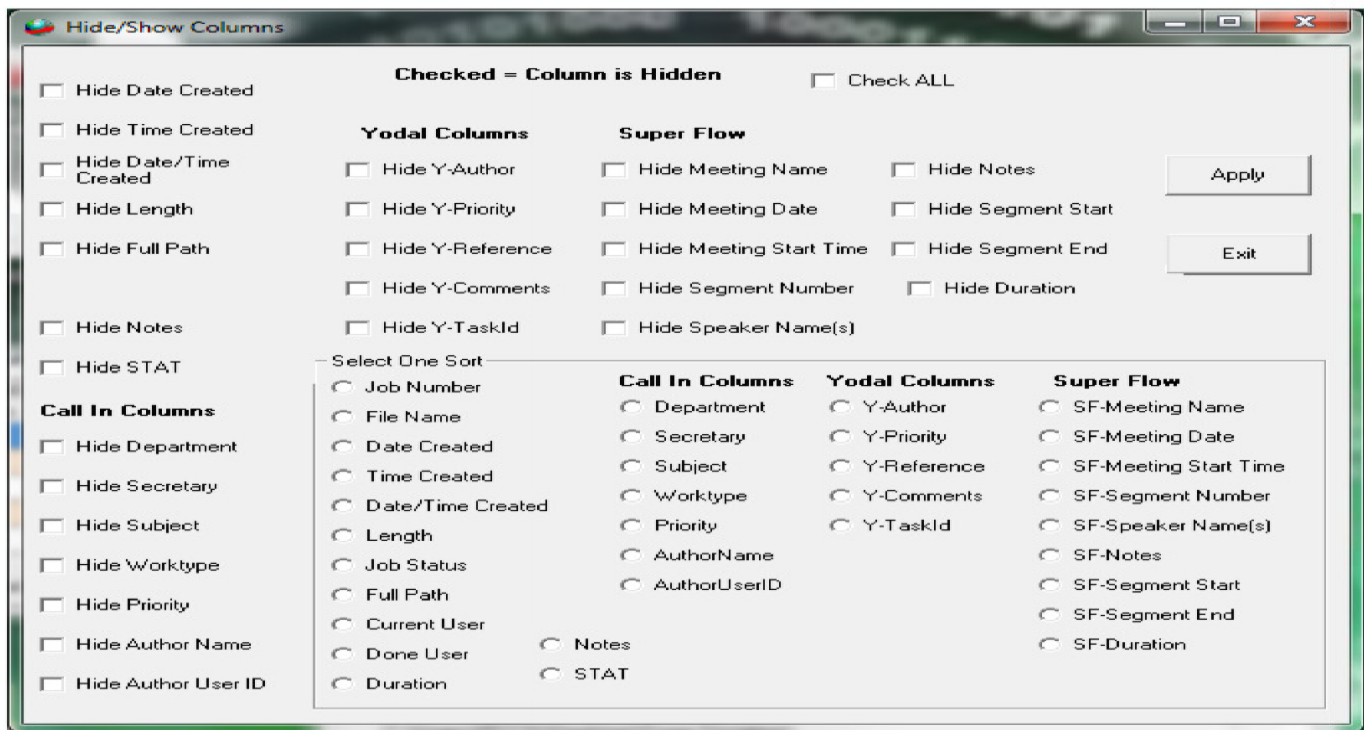 Hide/Show Columns
Checked = Column is Hidden
Check ALL
Hide Date Created
Hide Time Created
Hide Date/Time
Created
Hide Length
Hide Full Path
Hide Notes
Hide STAT
Call In Columns
Hide Department
Hide Secretary
Hide Subject
Hide Worktype
Hide Priority
Hide Author Name
Hide Author User ID
Yodal Columns
Hide Y-Author
Hide Y-Priority
Hide Y-Reference
Hide Y-Comments
Hide Y-TaskId
Super Flow
Hide Meeting Name
Hide Meeting Date
Hide Meeting Start Time
Hide Segment Number
Hide Speaker Name(s)
Hide Notes
Hide Segment Start
Hide Segment End
Hide Duration
Apply
Exit
Select One Sort
Job Number
File Name
Date Created
Time Created
Date/Time Created
Length
Job Status
Full Path
Current User
Done User
Duration
Notes
STAT
Call In Columns
Department
Secretary
Subject
Worktype
Priority
AuthorName
AuthorUserID
Yodal Columns
Y-Author
Y-Priority
Y-Reference
Y-Comments
Y-TaskId
Super Flow
SF-Meeting Name
SF-Meeting Date
SF-Meeting Start Time
SF-Segment Number
SF-Speaker Name(s)
SF-Notes
SF-Segment Start
SF-Segment End
SF-Duration